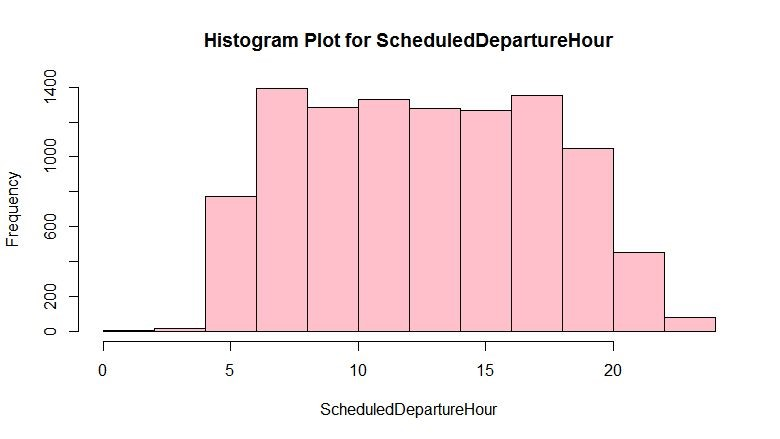 Histogram Plot for ScheduledDepartureHour
Frequency
1400
1000
600
200
0
0 5 10 15 20
ScheduledDepartureHour